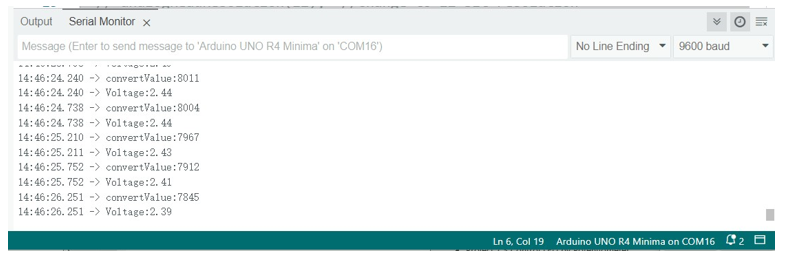 Output Serial Monitor
Message (Enter to send message to 'Arduino UNO R4 Minima' on 'COM16')
No Line Ending
9600 baud
14:46:24.240 -> convertValue:8011
14:46:24.240 -> Voltage:2.44
14:46:24.738 -> convertValue:8004
14:46:24.738 -> Voltage:2.44
14:46:25.210 -> convertValue:7967
14:46:25.211 -> Voltage:2.43
14:46:25.752 -> convertValue:7912
14:46:25.752 -> Voltage:2.41
14:46:26.251 -> convertValue:7845
14:46:26.251 -> Voltage:2.39
Ln 6, Col 19 Arduino UNO R4 Minima on COM16 2